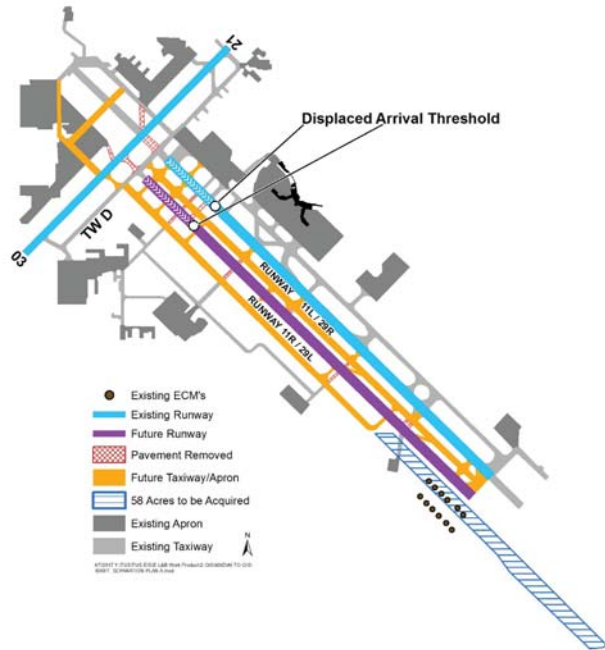 21
Displaced Arrival Threshold
TW D
03
RUNWAY 11L / 29R
RUNWAY 11R / 29L
Existing ECM's
Existing Runway
Future Runway
Pavement Removed
Future Taxiway/Apron
58 Acres to be Acquired
Existing Apron
Existing Taxiway
N